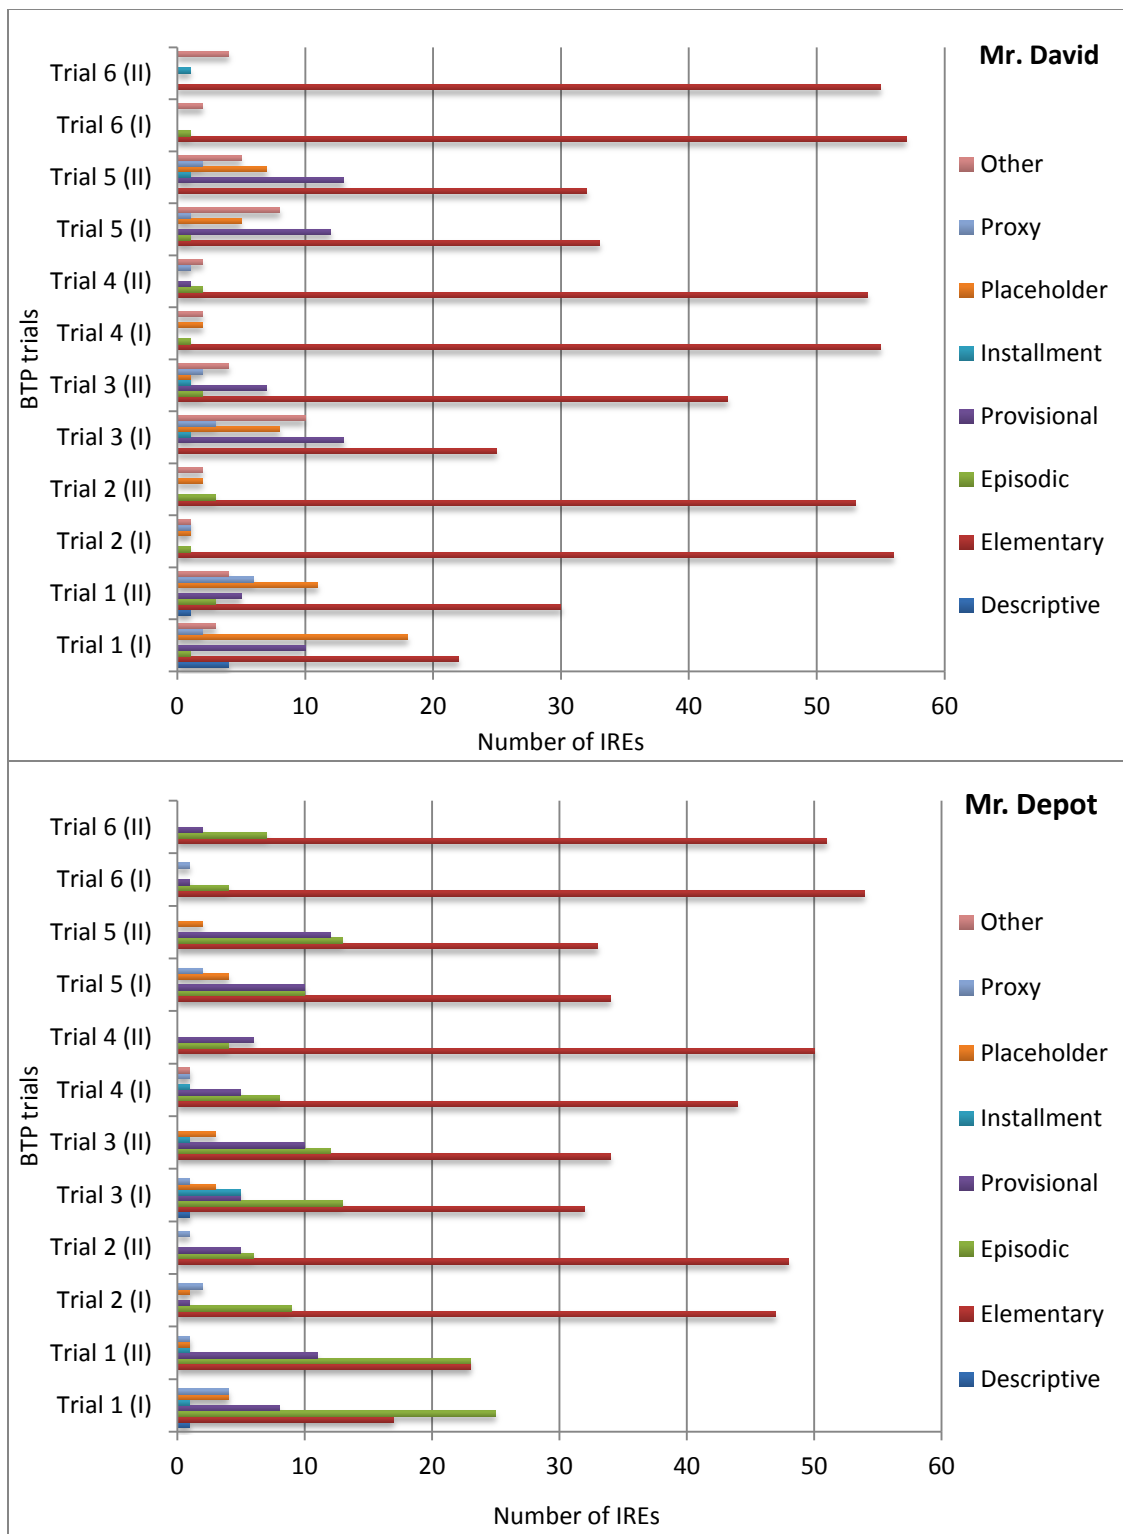 Mr. David
Trial 6 (II)
Trial 6 (I)
Trial 5 (II)
Trial 5 (I)
Trial 4 (II)
Trial 4 (I)
Trial 3 (II)
Trial 3 (I)
Trial 2 (II)
Trial 2 (I)
Trial 1 (II)
Trial 1 (I)
BTP trials
0 10 20 30 40 50 60
Number of IREs
Other
Proxy
Placeholder
Installment
Provisional
Episodic
Elementary
Descriptive
Mr. Depot
Trial 6 (II)
Trial 6 (I)
Trial 5 (II)
Trial 5 (I)
Trial 4 (II)
Trial 4 (I)
Trial 3 (II)
Trial 3 (I)
Trial 2 (II)
Trial 2 (I)
Trial 1 (II)
Trial 1 (I)
BTP trials
0 10 20 30 40 50 60
Number of IREs
Other
Proxy
Placeholder
Installment
Provisional
Episodic
Elementary
Descriptive